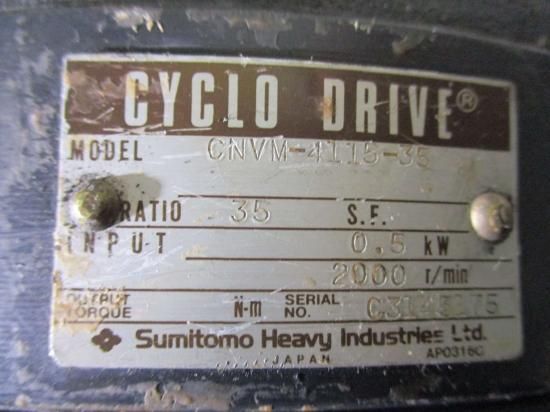 CYCLO DRIVE®
MODEL CNVM-4115-35
RATIO 35 S.F.
INPUT 0.5 kW
2000 r/min
OUTPUT TORQUE N-m SERIAL NO.
Sumitomo Heavy Industries Ltd.
JAPAN AP0316C